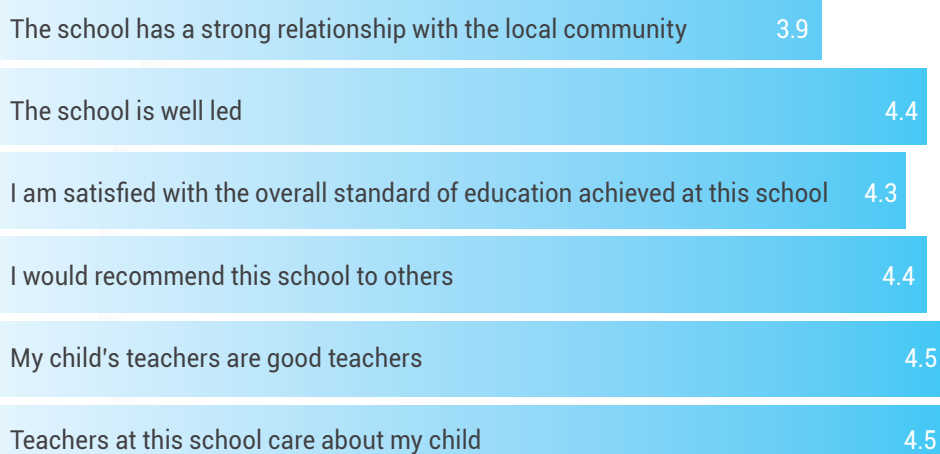 The school has a strong relationship with the local community 3.9
The school is well led 4.4
I am satisfied with the overall standard of education achieved at this school 4.3
I would recommend this school to others 4.4
My child's teachers are good teachers 4.5
Teachers at this school care about my child 4.5